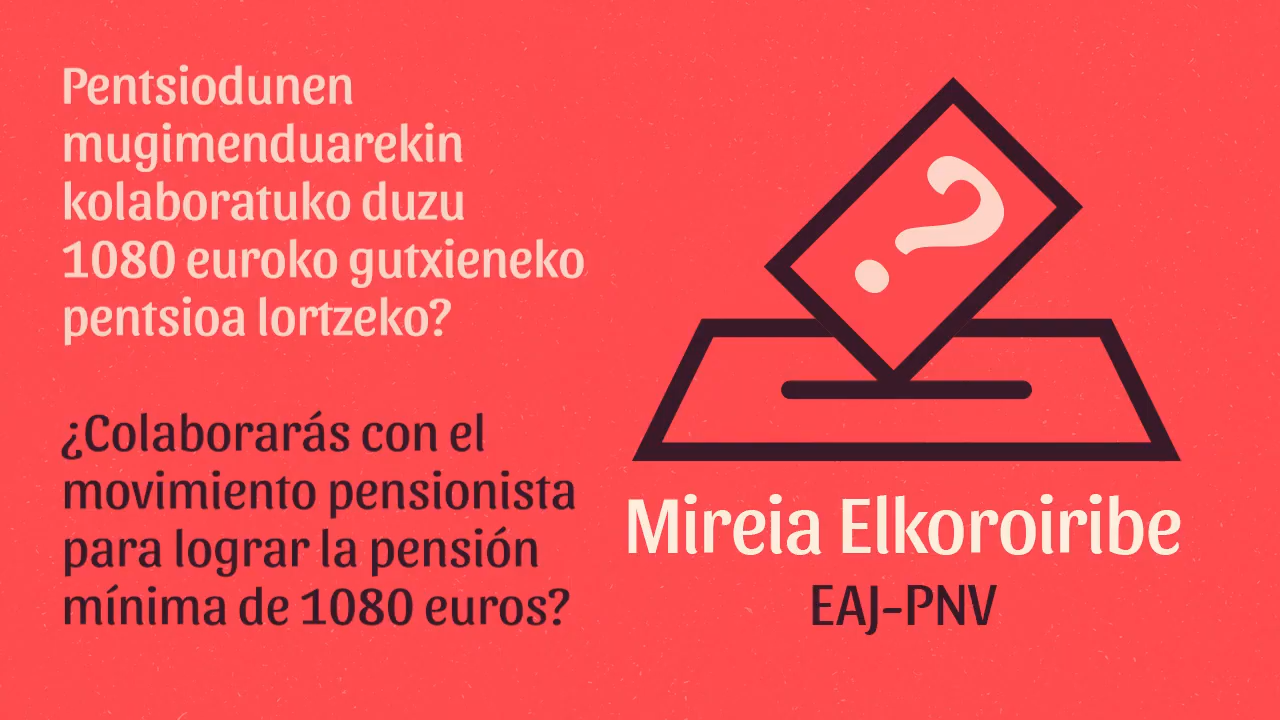 Pentsiodunen
mugimenduarekin
kolaboratuko duzu
1080 euroko gutxieneko
pentsioa lortzeko?
¿Colaborarás con el
movimiento pensionista
para lograr la pensión
mínima de 1080 euros?
?
Mireia Elkoroiribe
EAJ-PNV